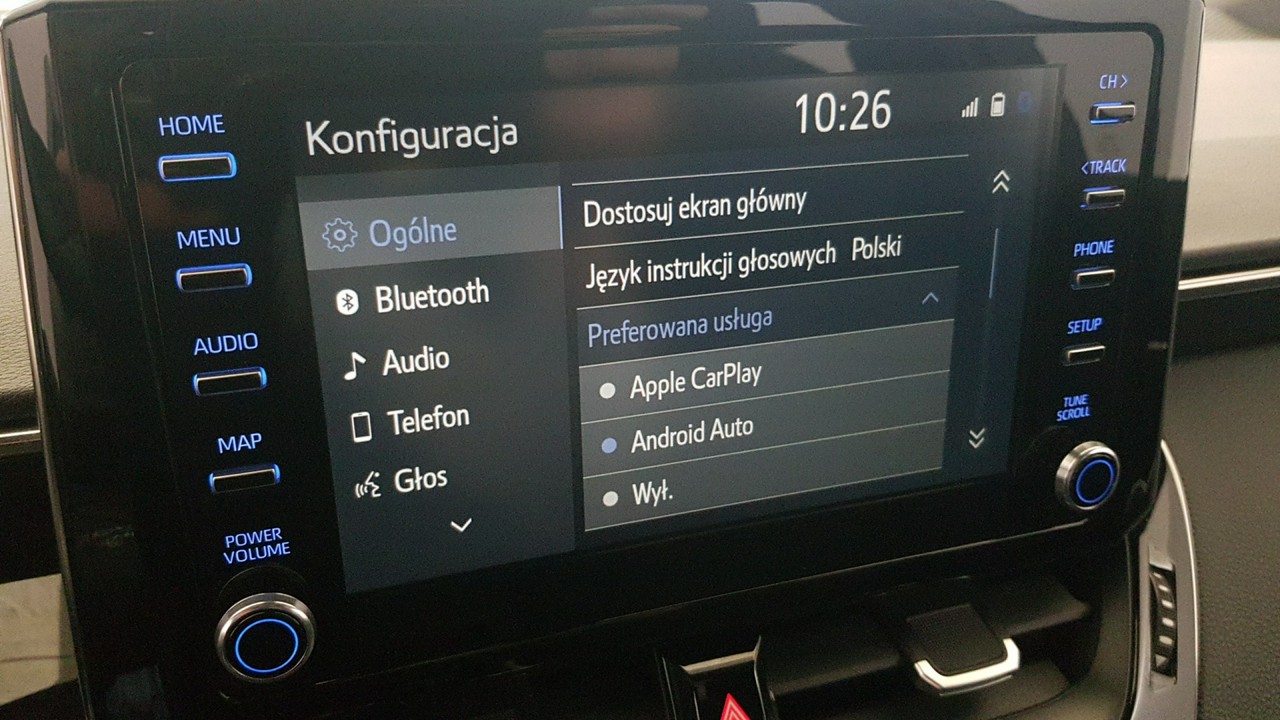 HOME
MENU
AUDIO
MAP
POWER
VOLUME
Konfiguracja
10:26
Ogólne
Bluetooth
Audio
Telefon
Głos
Dostosuj ekran główny
Język instrukcji głosowych Polski
Preferowana usługa
Apple CarPlay
Android Auto
Wył.
CH >
< TRACK
PHONE
SETUP
TUNE
SCROLL